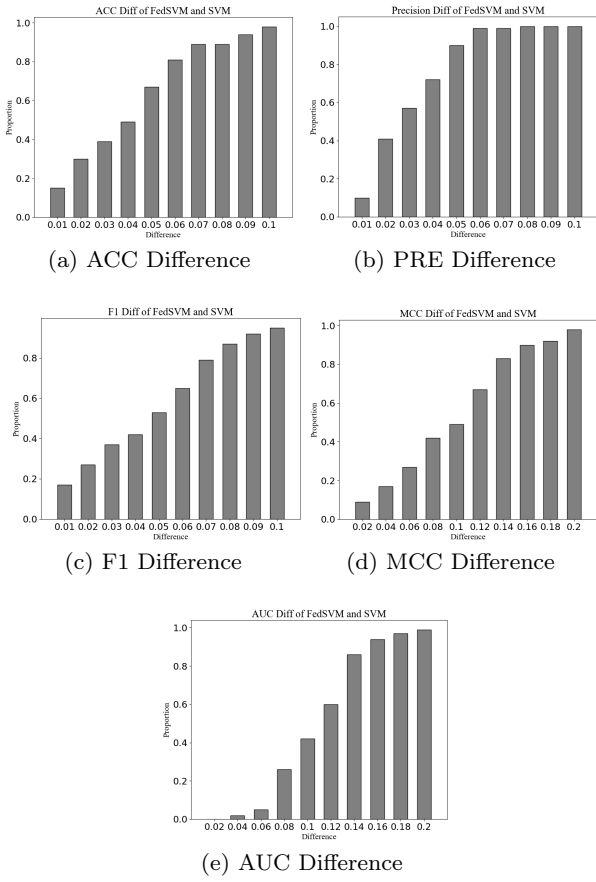 ACC Diff of FedSVM and SVM
Proportion
1.0
0.8
0.6
0.4
0.2
0.0
0.01 0.02 0.03 0.04 0.05 0.06 0.07 0.08 0.09 0.1
Difference
(a) ACC Difference
Precision Diff of FedSVM and SVM
Proportion
1.0
0.8
0.6
0.4
0.2
0.0
0.01 0.02 0.03 0.04 0.05 0.06 0.07 0.08 0.09 0.1
Difference
(b) PRE Difference
F1 Diff of FedSVM and SVM
Proportion
0.8
0.6
0.4
0.2
0.0
0.01 0.02 0.03 0.04 0.05 0.06 0.07 0.08 0.09 0.1
Difference
(c) F1 Difference
MCC Diff of FedSVM and SVM
Proportion
1.0
0.8
0.6
0.4
0.2
0.0
0.02 0.04 0.06 0.08 0.1 0.12 0.14 0.16 0.18 0.2
Difference
(d) MCC Difference
AUC Diff of FedSVM and SVM
Proportion
1.0
0.8
0.6
0.4
0.2
0.0
0.02 0.04 0.06 0.08 0.1 0.12 0.14 0.16 0.18 0.2
Difference
(e) AUC Difference